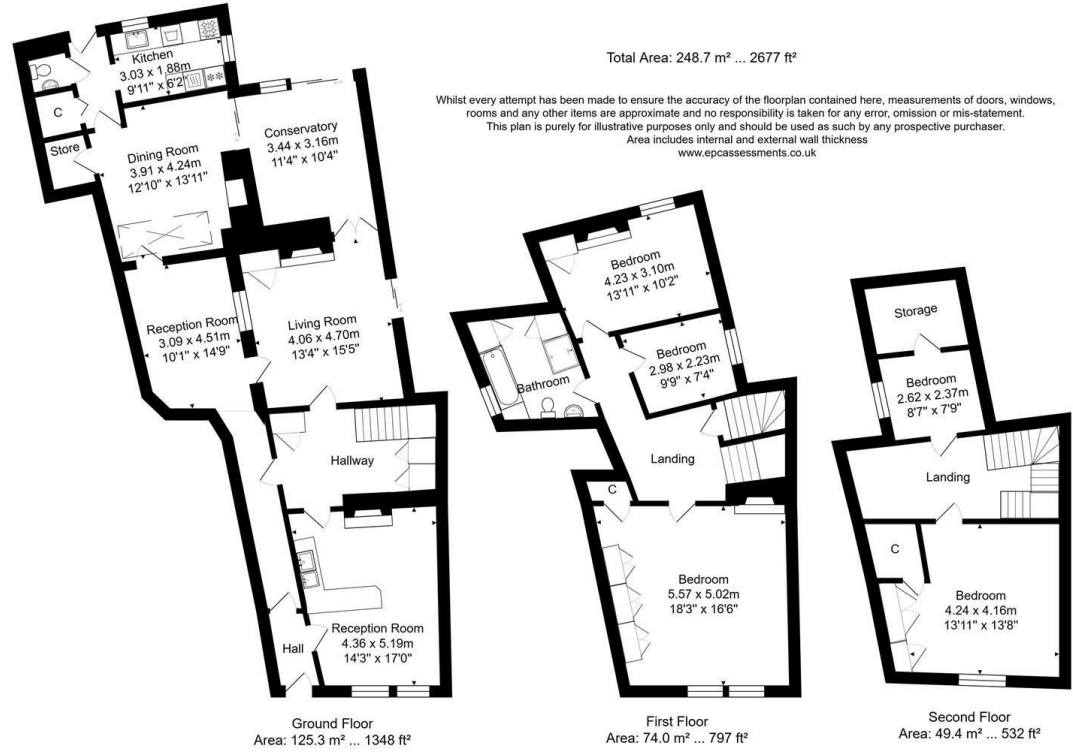 Total Area: 248.7 m² ... 2677 ft²
Whilst every attempt has been made to ensure the accuracy of the floorplan contained here, measurements of doors, windows,
rooms and any other items are approximate and no responsibility is taken for any error, omission or mis-statement.
This plan is purely for illustrative purposes only and should be used as such by any prospective purchaser.
Area includes internal and external wall thickness
www.epcassessments.co.uk
Kitchen
3.03 x 1.88m
9'11" x 6'2"
C
Store
Dining Room
3.91 x 4.24m
12'10" x 13'11"
Conservatory
3.44 x 3.16m
11'4" x 10'4"
Reception Room
3.09 x 4.51m
10'1" x 14'9"
Living Room
4.06 x 4.70m
13'4" x 15'5"
Hallway
Reception Room
4.36 x 5.19m
14'3" x 17'0"
Hall
Ground Floor
Area: 125.3 m² ... 1348 ft²
Bedroom
4.23 x 3.10m
13'11" x 10'2"
Bedroom
2.98 x 2.23m
9'9" x 7'4"
Bathroom
Landing
C
Bedroom
5.57 x 5.02m
18'3" x 16'6"
First Floor
Area: 74.0 m² ... 797 ft²
Storage
Bedroom
2.62 x 2.37m
8'7" x 7'9"
Landing
C
Bedroom
4.24 x 4.16m
13'11" x 13'8"
Second Floor
Area: 49.4 m² ... 532 ft²